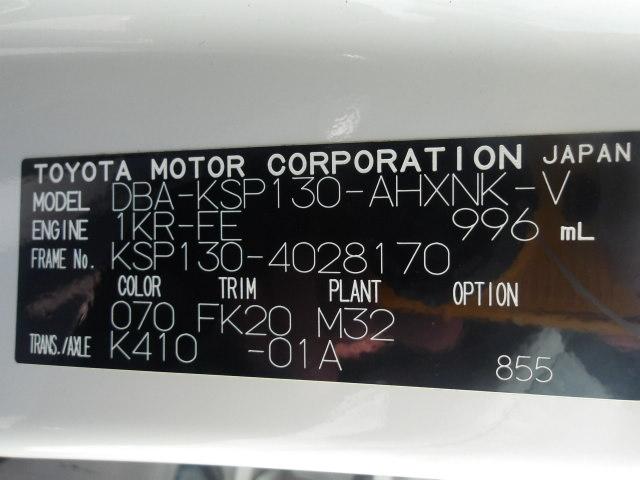 TOYOTA MOTOR CORPORATION JAPAN
MODEL DBA-KSP130-AHXNK-V
ENGINE 1KR-FE 996 mL
FRAME No. KSP130-4028170
COLOR TRIM PLANT OPTION
070 FK20 M32
TRANS./AXLE K410 -01A
855